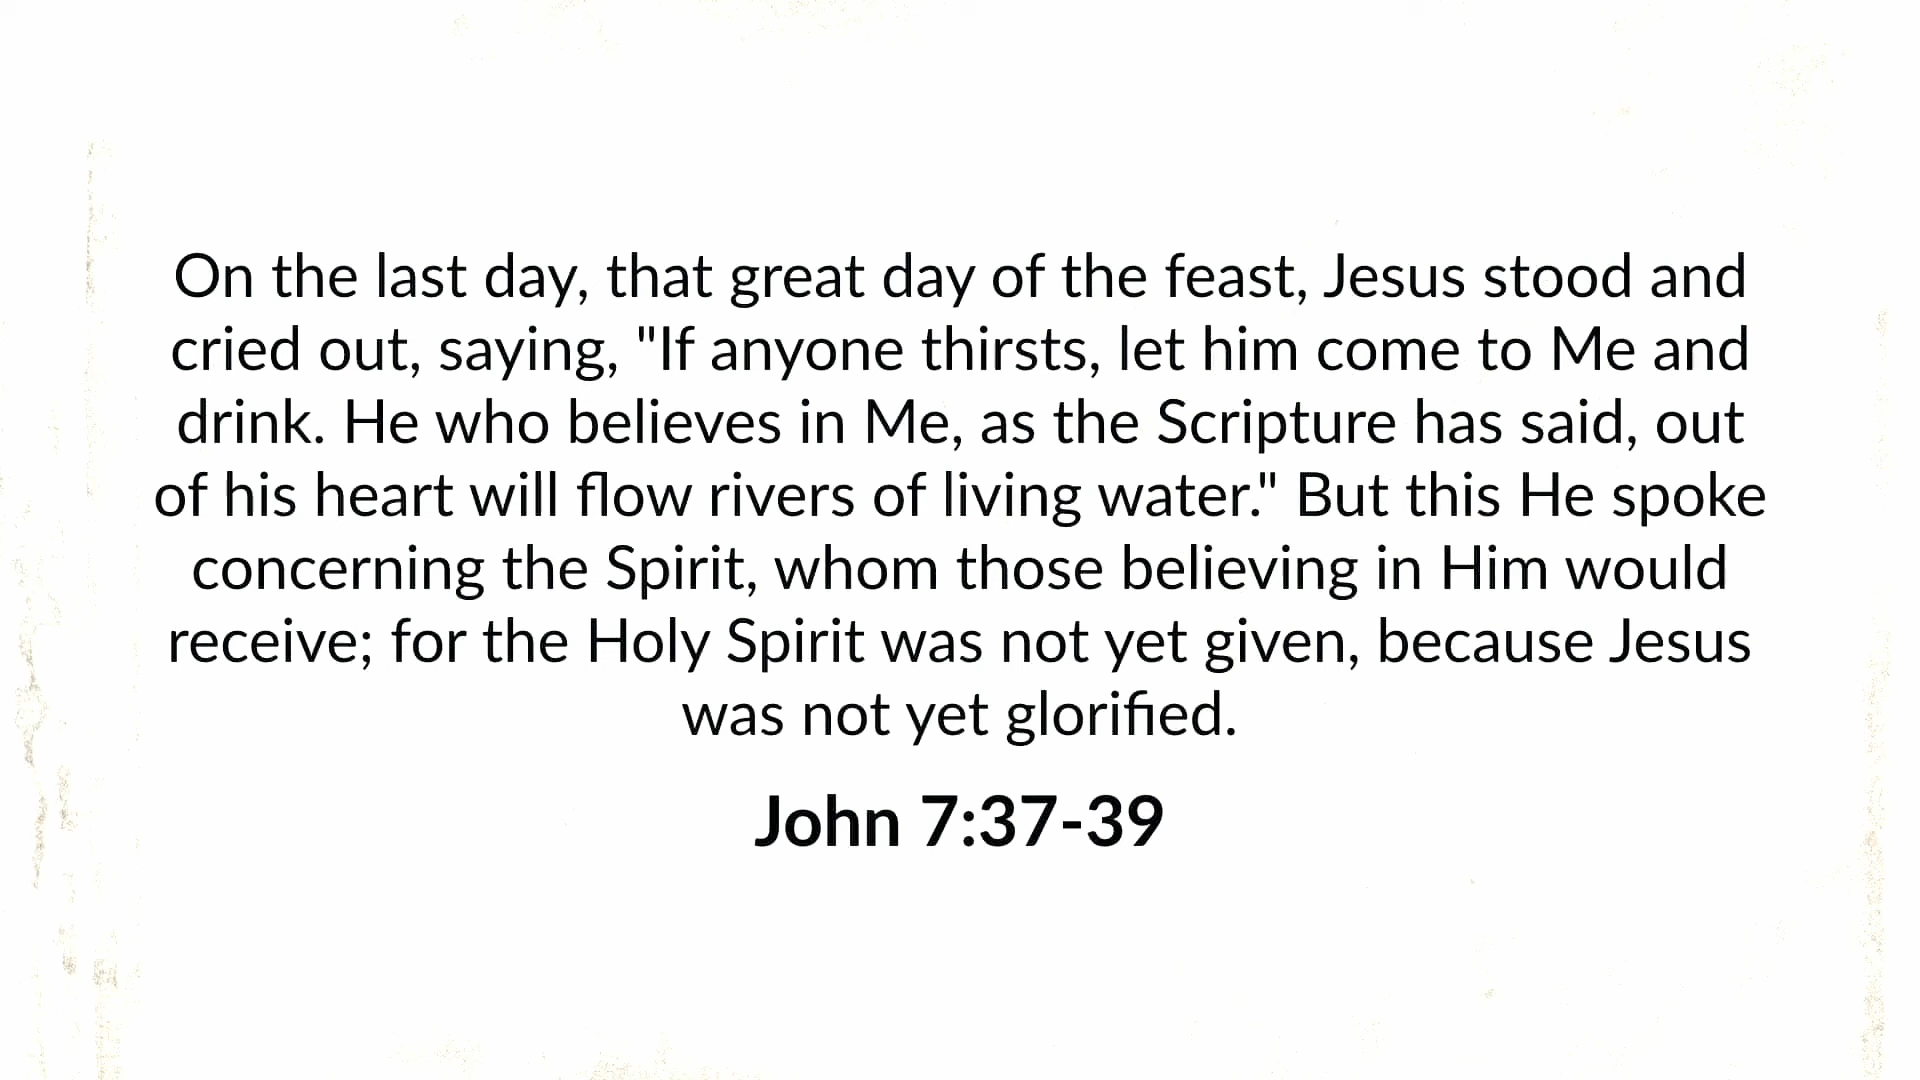 On the last day, that great day of the feast, Jesus stood and
cried out, saying, "If anyone thirsts, let him come to Me and
drink. He who believes in Me, as the Scripture has said, out
of his heart will flow rivers of living water." But this He spoke
concerning the Spirit, whom those believing in Him would
receive; for the Holy Spirit was not yet given, because Jesus
was not yet glorified.
John 7:37-39